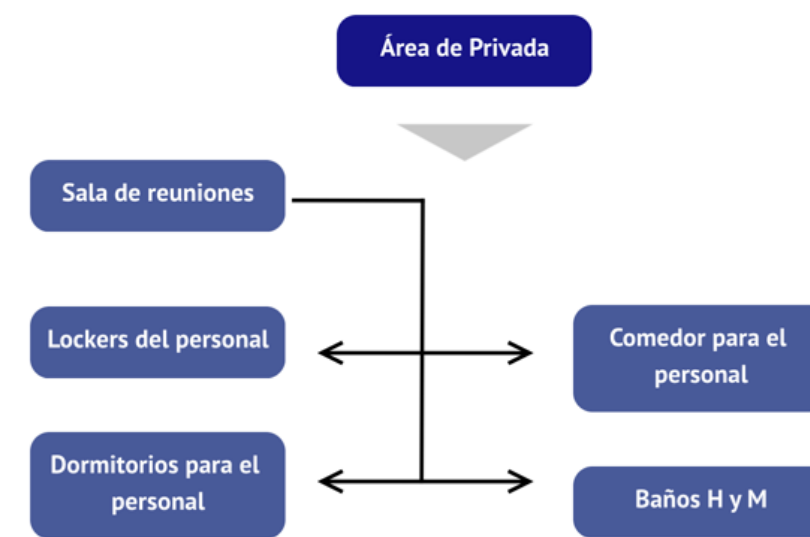 Área de Privada
Sala de reuniones
Lockers del personal
Comedor para el
personal
Dormitorios para el
personal
Baños H y M